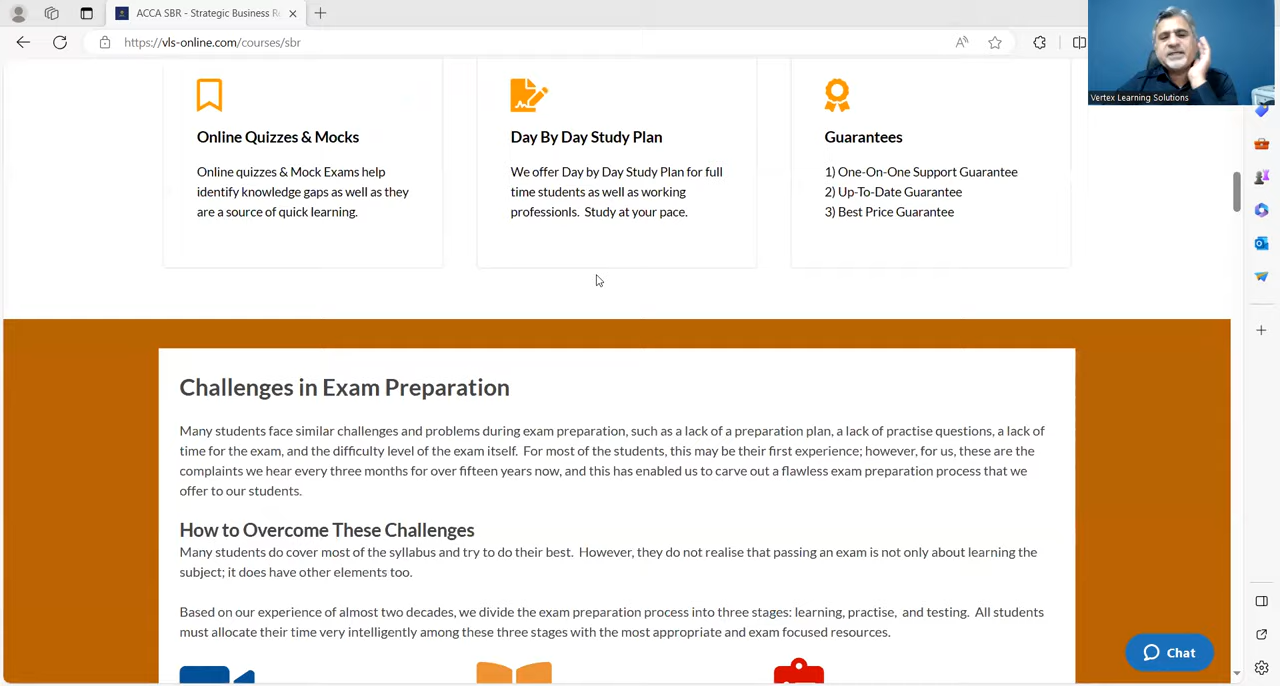 ACCA SBR - Strategic Business R
https://vls-online.com/courses/sbr
Vertex Learning Solutions
Online Quizzes & Mocks
Online quizzes & Mock Exams help
identify knowledge gaps as well as they
are a source of quick learning.
Day By Day Study Plan
We offer Day by Day Study Plan for full
time students as well as working
professionls. Study at your pace.
Guarantees
1) One-On-One Support Guarantee
2) Up-To-Date Guarantee
3) Best Price Guarantee
Challenges in Exam Preparation
Many students face similar challenges and problems during exam preparation, such as a lack of a preparation plan, a lack of practise questions, a lack of
time for the exam, and the difficulty level of the exam itself. For most of the students, this may be their first experience; however, for us, these are the
complaints we hear every three months for over fifteen years now, and this has enabled us to carve out a flawless exam preparation process that we
offer to our students.
How to Overcome These Challenges
Many students do cover most of the syllabus and try to do their best. However, they do not realise that passing an exam is not only about learning the
subject; it does have other elements too.
Based on our experience of almost two decades, we divide the exam preparation process into three stages: learning, practise, and testing. All students
must allocate their time very intelligently among these three stages with the most appropriate and exam focused resources.
Chat